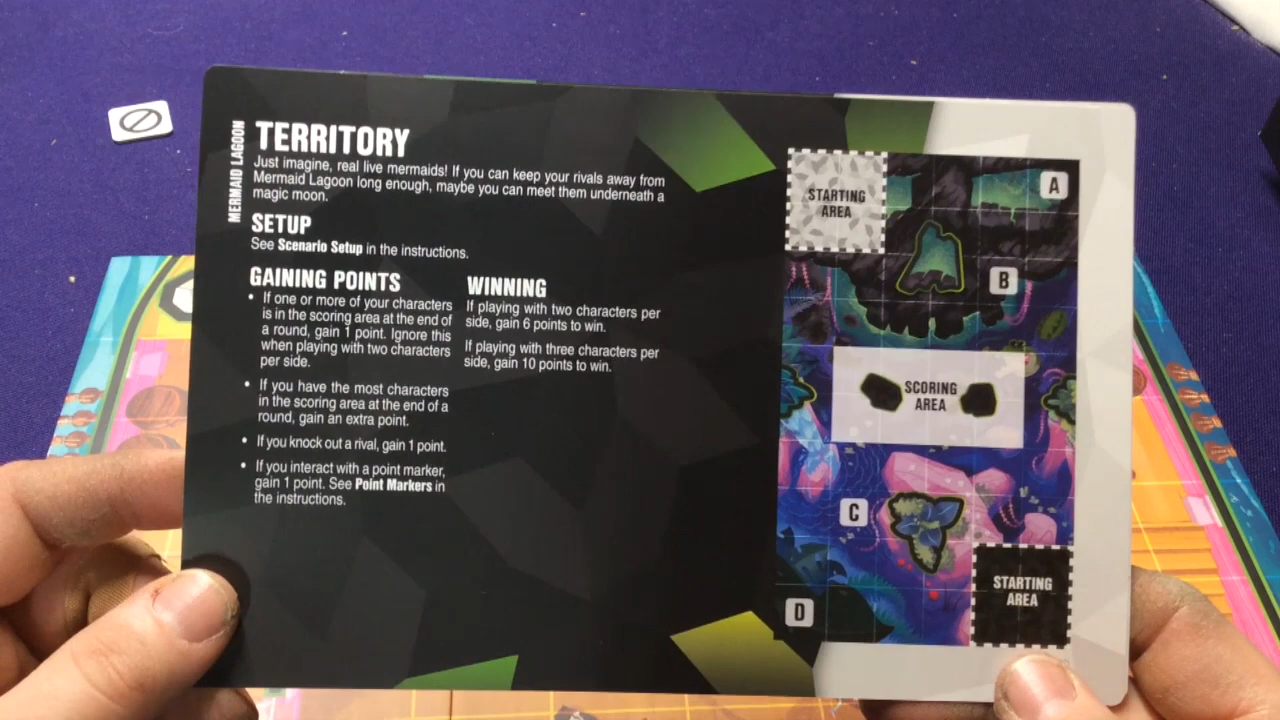 MERMAID LAGOON
TERRITORY
Just imagine, real live mermaids! If you can keep your rivals away from
Mermaid Lagoon long enough, maybe you can meet them underneath a
magic moon.
SETUP
See Scenario Setup in the instructions.
GAINING POINTS
• If one or more of your characters
is in the scoring area at the end of
a round, gain 1 point. Ignore this
when playing with two characters
per side.
• If you have the most characters
in the scoring area at the end of a
round, gain an extra point.
• If you knock out a rival, gain 1 point.
• If you interact with a point marker,
gain 1 point. See Point Markers in
the instructions.
WINNING
If playing with two characters per
side, gain 6 points to win.
If playing with three characters per
side, gain 10 points to win.
STARTING
AREA
A
B
SCORING
AREA
C
D
STARTING
AREA